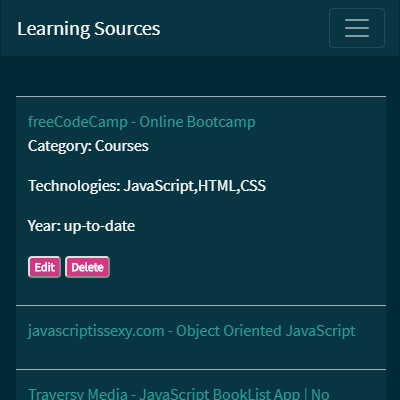 Learning Sources
freeCodeCamp - Online Bootcamp
Category: Courses
Technologies: JavaScript,HTML,CSS
Year: up-to-date
Edit Delete
javascriptissexy.com - Object Oriented JavaScript
Traversy Media - JavaScript BookList App | No